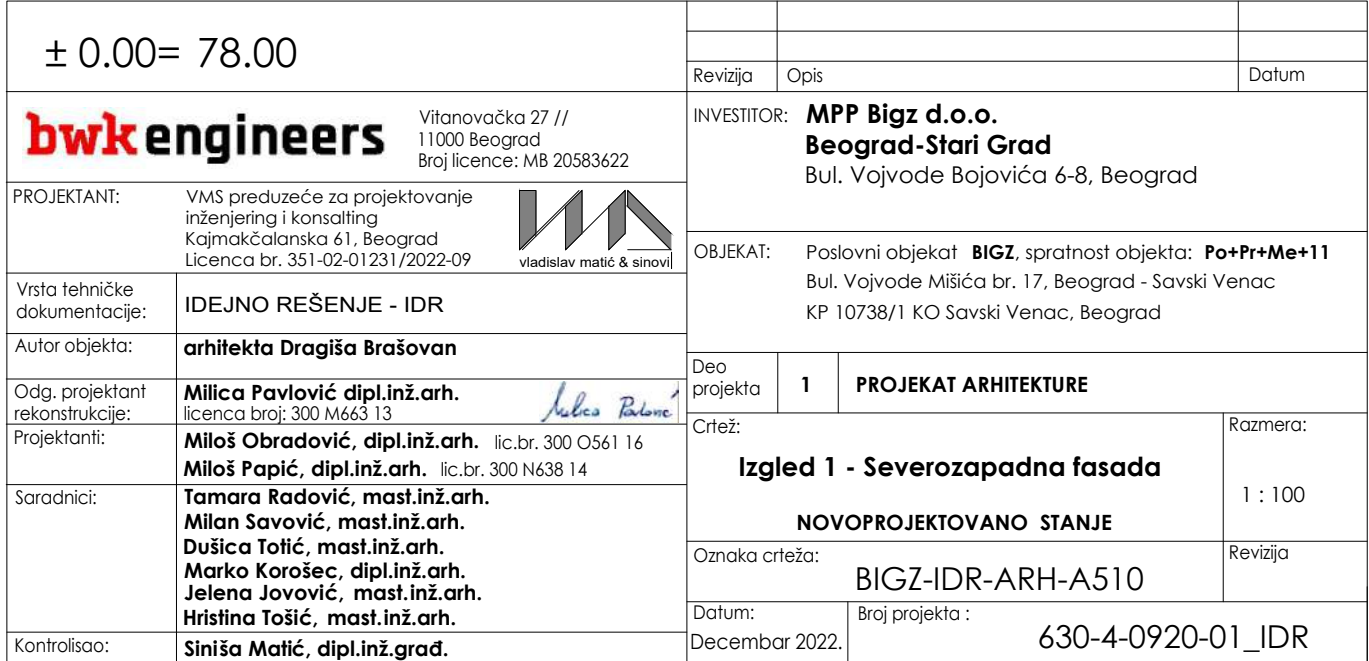 ± 0.00= 78.00
bwk engineers
Vitanovačka 27 //
11000 Beograd
Broj licence: MB 20583622
PROJEKTANT:
VMS preduzeće za projektovanje
inženjering i konsalting
Kajmakčalanska 61, Beograd
Licenca br. 351-02-01231/2022-09
vladislav matić & sinovi
Vrsta tehničke
dokumentacije:
IDEJNO REŠENJE - IDR
Autor objekta:
arhitekta Dragiša Brašovan
Odg. projektant
rekonstrukcije:
Milica Pavlović dipl.inž.arh.
licenca broj: 300 M663 13
Projektanti:
Miloš Obradović, dipl.inž.arh. lic.br. 300 O561 16
Miloš Papić, dipl.inž.arh. lic.br. 300 N638 14
Saradnici:
Tamara Radović, mast.inž.arh.
Milan Savović, mast.inž.arh.
Dušica Totić, mast.inž.arh.
Marko Korošec, dipl.inž.arh.
Jelena Jovović, mast.inž.arh.
Hristina Tošić, mast.inž.arh.
Kontrolisao:
Siniša Matić, dipl.inž.građ.
Revizija Opis Datum
INVESTITOR:
MPP Bigz d.o.o.
Beograd-Stari Grad
Bul. Vojvode Bojovića 6-8, Beograd
OBJEKAT:
Poslovni objekat BIGZ, spratnost objekta: Po+Pr+Me+11
Bul. Vojvode Mišića br. 17, Beograd - Savski Venac
KP 10738/1 KO Savski Venac, Beograd
Deo
projekta
1
PROJEKAT ARHITEKTURE
Crtež:
Izgled 1 - Severozapadna fasada
NOVOPROJEKTOVANO STANJE
Razmera:
1 : 100
Oznaka crteža:
BIGZ-IDR-ARH-A510
Revizija
Datum:
Decembar 2022.
Broj projekta :
630-4-0920-01_IDR